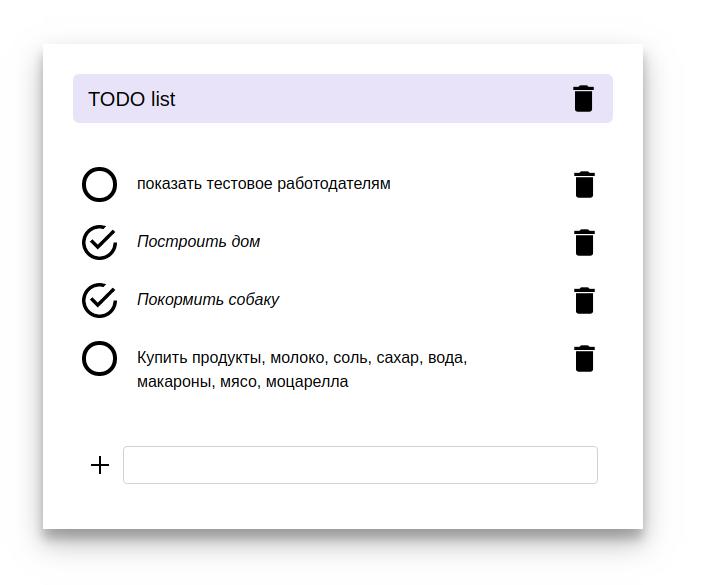 TODO list
показать тестовое работодателям
Построить дом
Покормить собаку
Купить продукты, молоко, соль, сахар, вода,
макароны, мясо, моцарелла